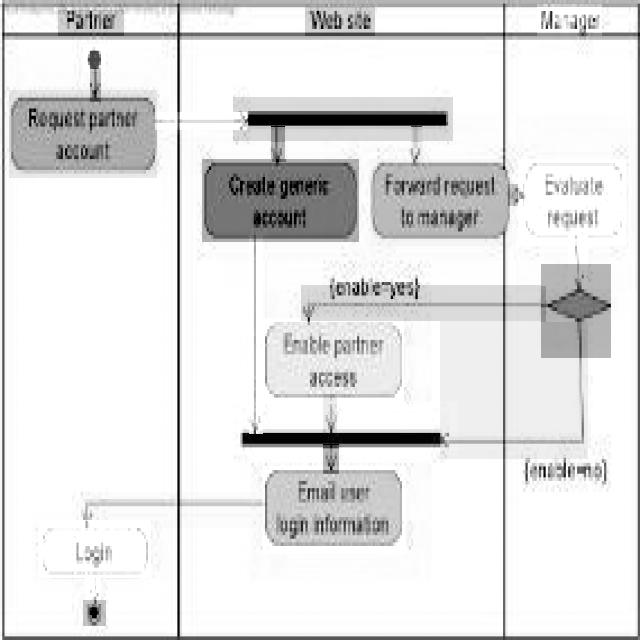 Partner
Web site
Manager
Request partner
account
Create generic
account
Forward request
to manager
Evaluate
request
{enable=yes}
Enable partner
access
{enable=no}
Email user
login information
Login